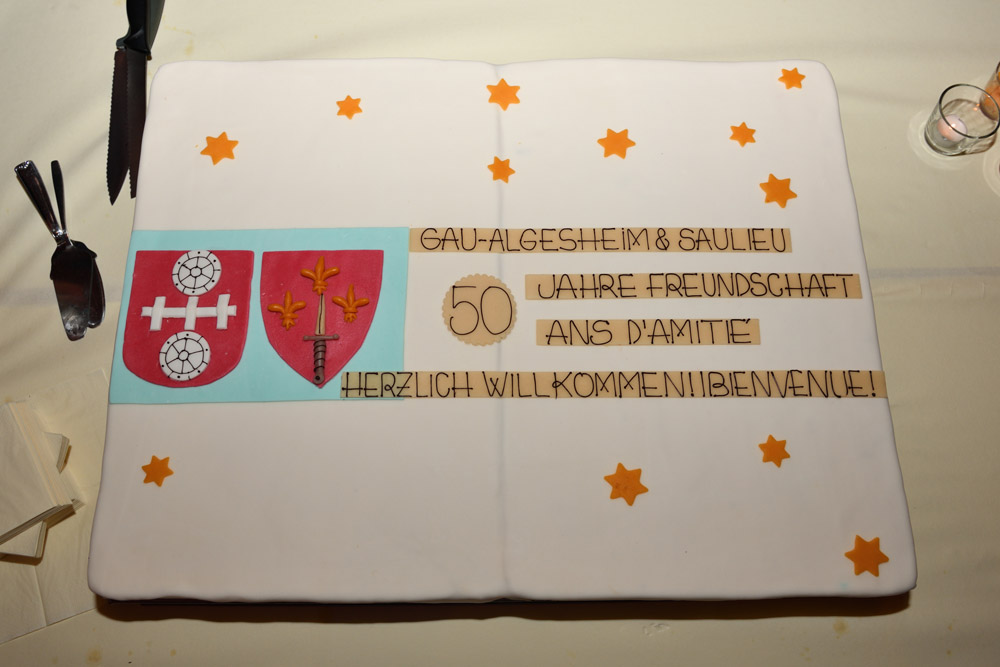 GAU-ALGESHEIM & SAULIEU
50 JAHRE FREUNDSCHAFT
ANS D'AMITIÉ
HERZLICH WILLKOMMEN!!BIENVENUE!